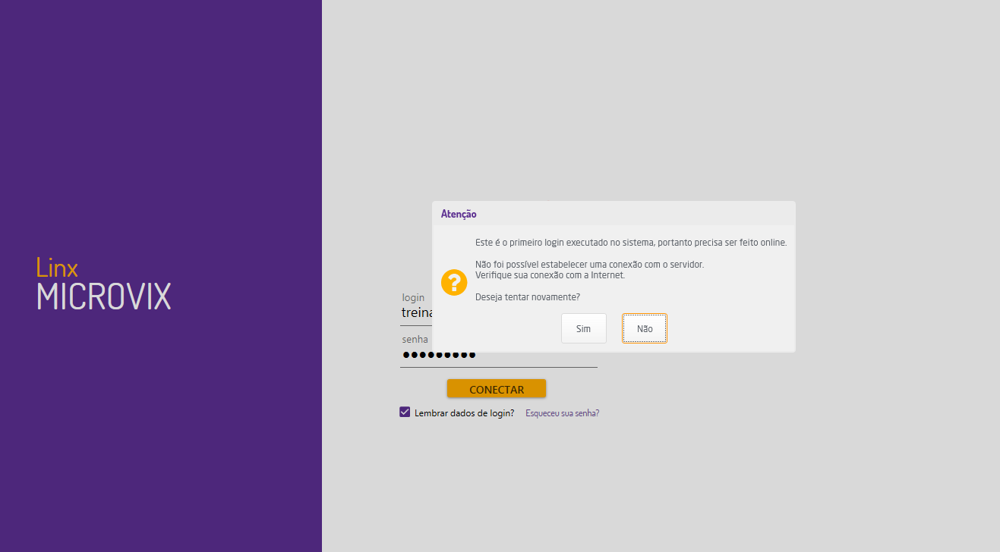 Linx
MICROVIX
Atenção
Este é o primeiro login executado no sistema, portanto precisa ser feito online.
Não foi possível estabelecer uma conexão com o servidor.
Verifique sua conexão com a Internet.
Deseja tentar novamente?
Sim
Não
login
treina
senha
CONECTAR
Lembrar dados de login?
Esqueceu sua senha?